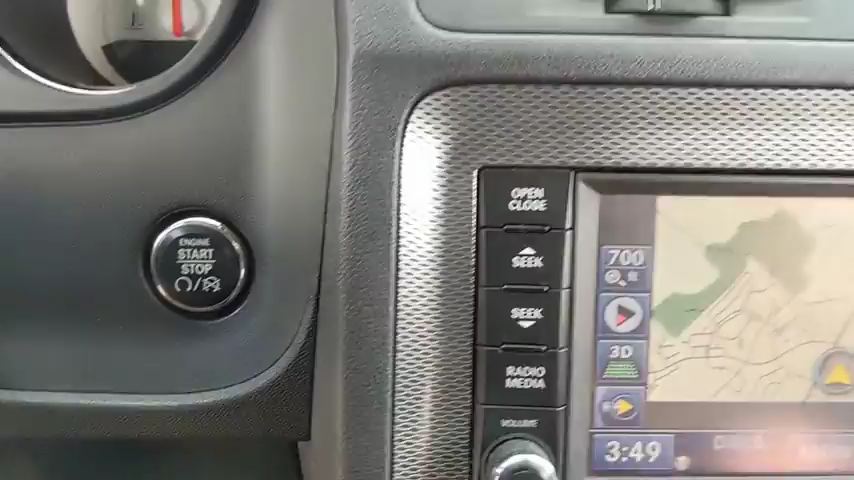 ENGINE
START
STOP
OPEN
CLOSE
SEEK
SEEK
RADIO
MEDIA
VOLUME
700
3D
3:49